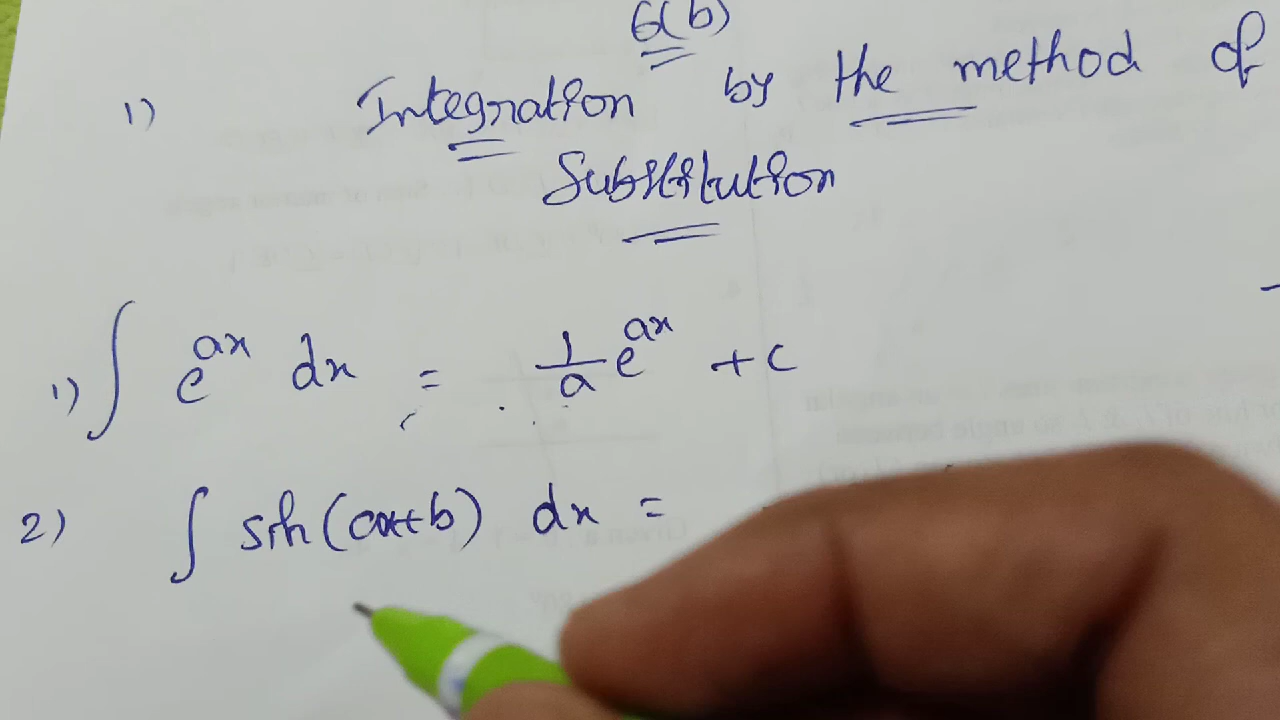 6(b)
1) Integration by the method of
Substitution
1) ∫ e^{ax} dx = 1/a e^{ax} + c
2) ∫ sin(ax+b) dx =